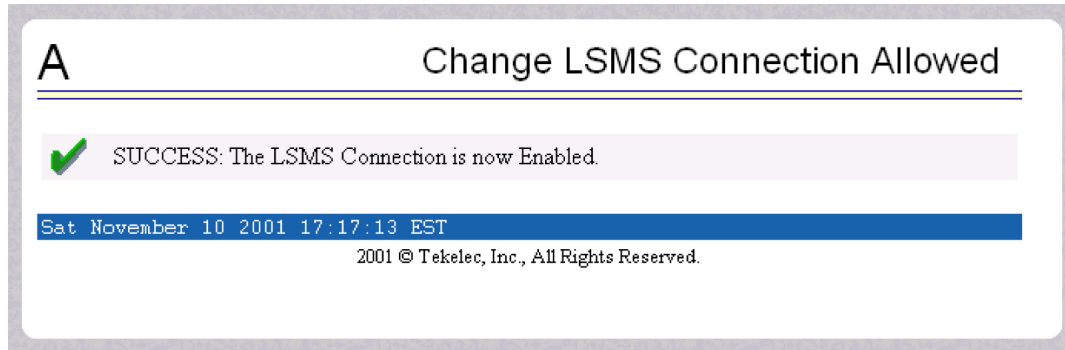 A
Change LSMS Connection Allowed
SUCCESS: The LSMS Connection is now Enabled.
Sat November 10 2001 17:17:13 EST
2001 © Tekelec, Inc., All Rights Reserved.